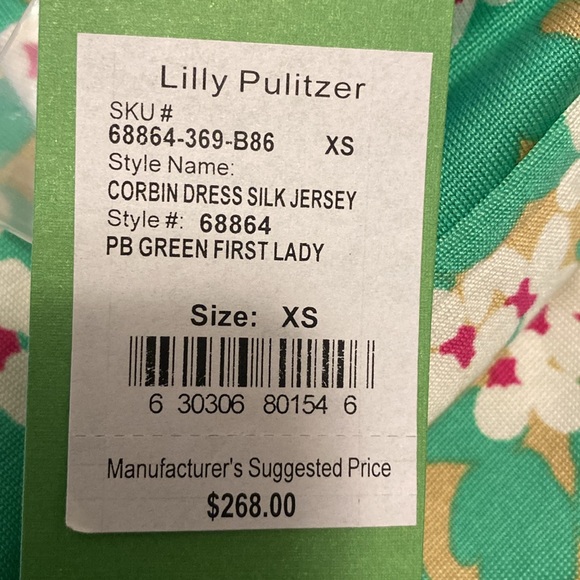 Lilly Pulitzer
SKU #
68864-369-B86 XS
Style Name:
CORBIN DRESS SILK JERSEY
Style #: 68864
PB GREEN FIRST LADY
Size: XS
6 30306 80154 6
Manufacturer's Suggested Price
$268.00